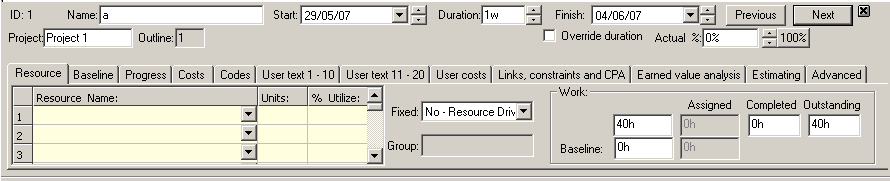 ID: 1 Name: a Start: 29/05/07 Duration: 1w Finish: 04/06/07 Previous Next
Project: Project 1 Outline: 1 Override duration Actual %: 0% 100%
Resource Baseline Progress Costs Codes User text 1 - 10 User text 11 - 20 User costs Links, constraints and CPA Earned value analysis Estimating Advanced
Resource Name: Units: % Utilize: Work:
Assigned Completed Outstanding
1 Fixed: No - Resource Driv
40h 0h 0h 40h
2
3 Group: Baseline: 0h 0h